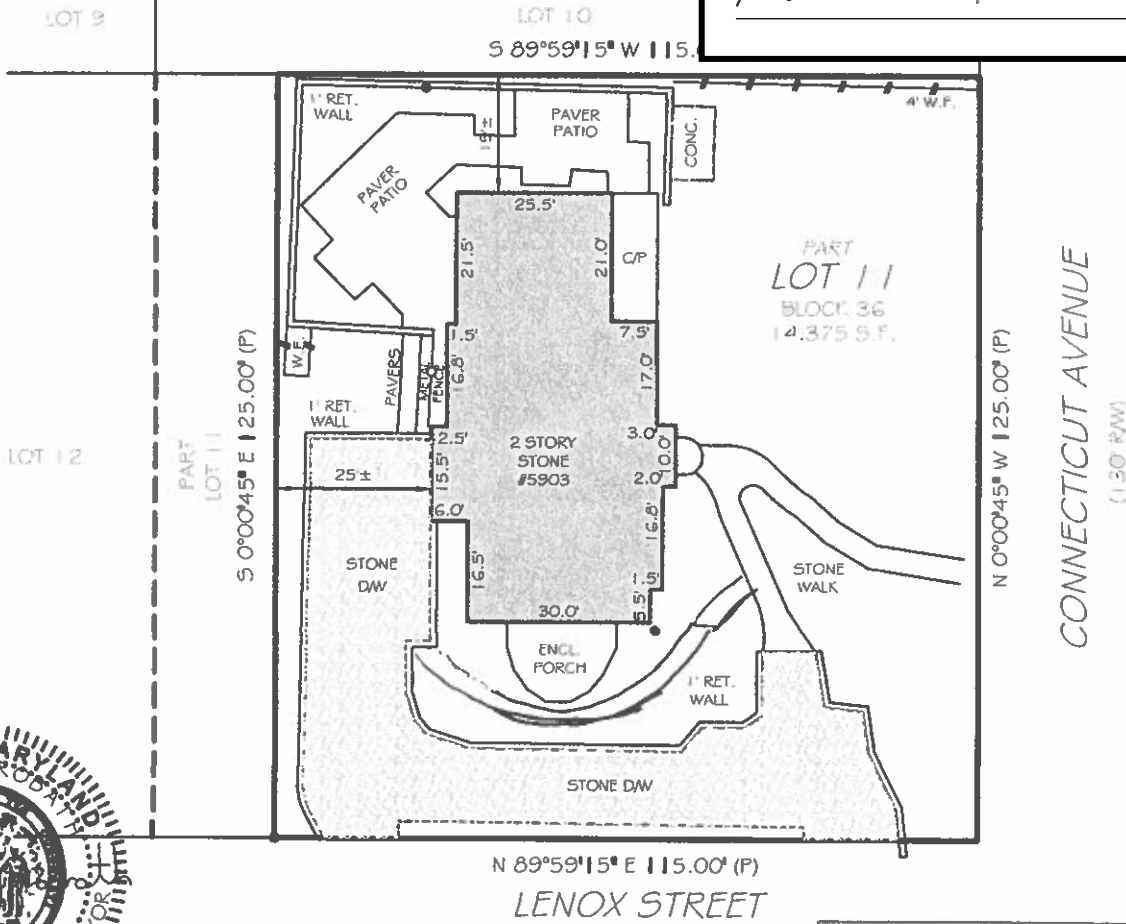 LOT 9
LOT 10
S 89°59'15" W 115.
1' RET.
WALL
PAVER
PATIO
19'±
PAVER
PATIO
CONC.
4' W.F.
25.5'
21.5'
21.0'
C/P
PART
LOT 11
BLOCK 36
14,375 S.F.
W.F.
PAVERS
METAL
FENCE
1.5'
16.8'
7.5'
17.0'
1' RET.
WALL
LOT 12
PART
LOT 11
S 0°00'45" E 125.00' (P)
25'±
2.5'
15.5'
6.0'
2 STORY
STONE
#5903
3.0'
10.0'
2.0'
16.8'
N 0°00'45" W 125.00' (P)
CONNECTICUT AVENUE
(130' R/W)
STONE
D/W
16.5'
30.0'
1.5'
5.5'
STONE
WALK
ENCL.
PORCH
1' RET.
WALL
STONE D/W
N 89°59'15" E 115.00' (P)
LENOX STREET
MARYLAND